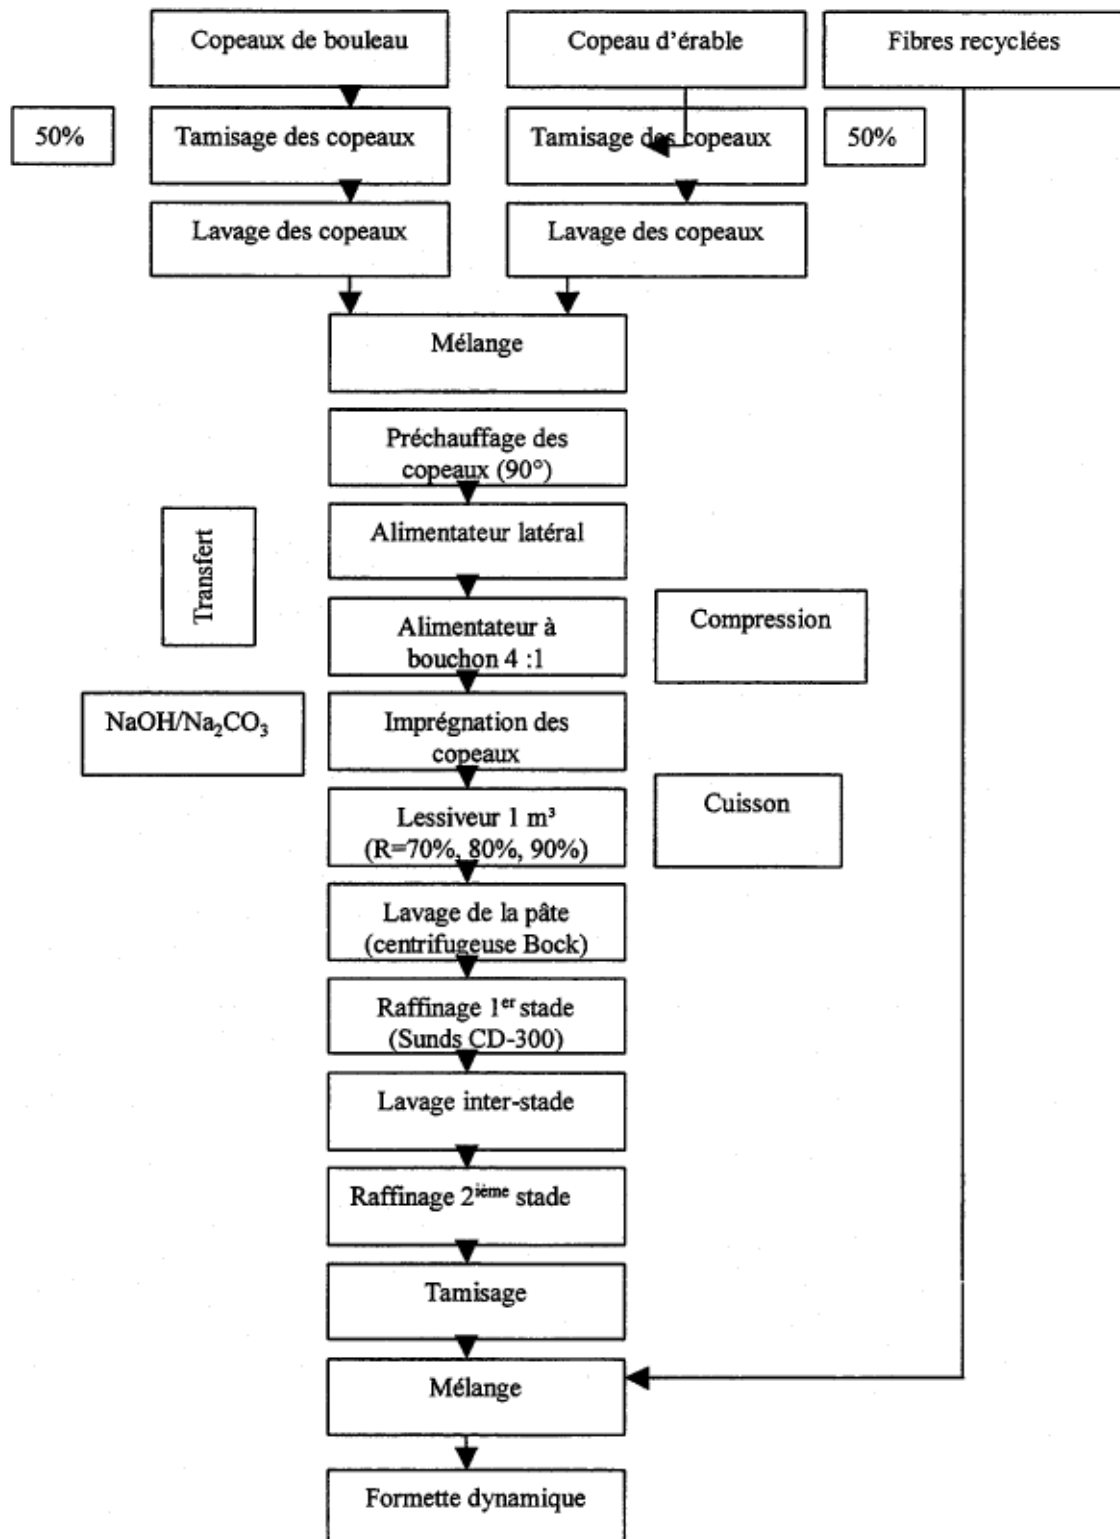 Copeaux de bouleau
Copeau d'érable
Fibres recyclées
50%
Tamisage des copeaux
Tamisage des copeaux
50%
Lavage des copeaux
Lavage des copeaux
Mélange
Préchauffage des
copeaux (90°)
Transfert
Alimentateur latéral
Alimentateur à
bouchon 4 :1
Compression
NaOH/Na₂CO₃
Imprégnation des
copeaux
Lessiveur 1 m³
(R=70%, 80%, 90%)
Cuisson
Lavage de la pâte
(centrifugeuse Bock)
Raffinage 1er stade
(Sunds CD-300)
Lavage inter-stade
Raffinage 2ième stade
Tamisage
Mélange
Formette dynamique